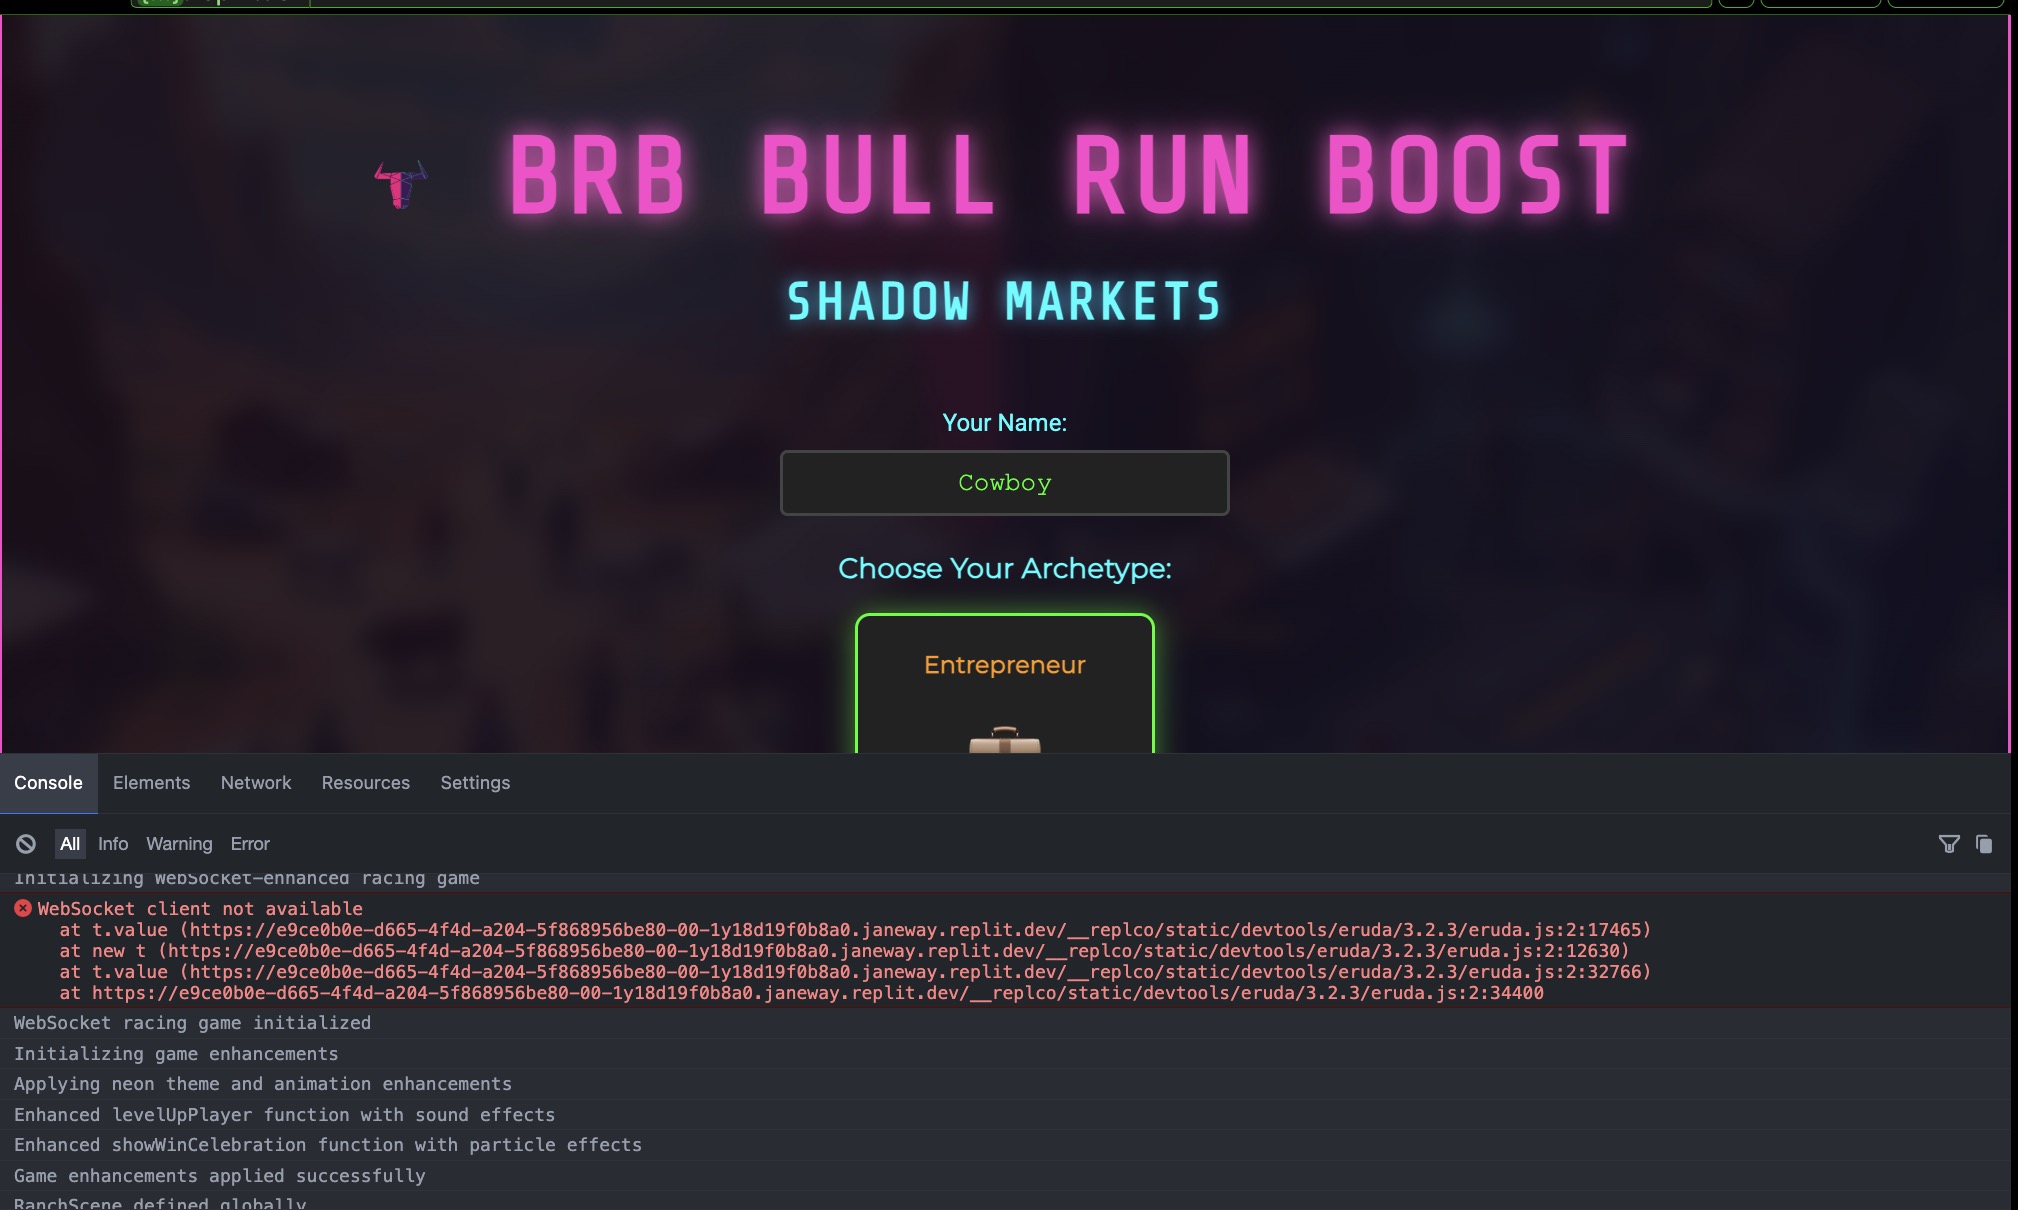 BRB BULL RUN BOOST
SHADOW MARKETS
Your Name:
Cowboy
Choose Your Archetype:
Entrepreneur
Console Elements Network Resources Settings
All Info Warning Error
Initializing WebSocket-enhanced racing game
WebSocket client not available
at t.value (https://e9ce0b0e-d665-4f4d-a204-5f868956be80-00-1y18d19f0b8a0.janeway.replit.dev/__replco/static/devtools/eruda/3.2.3/eruda.js:2:17465)
at new t (https://e9ce0b0e-d665-4f4d-a204-5f868956be80-00-1y18d19f0b8a0.janeway.replit.dev/__replco/static/devtools/eruda/3.2.3/eruda.js:2:12630)
at t.value (https://e9ce0b0e-d665-4f4d-a204-5f868956be80-00-1y18d19f0b8a0.janeway.replit.dev/__replco/static/devtools/eruda/3.2.3/eruda.js:2:32766)
at https://e9ce0b0e-d665-4f4d-a204-5f868956be80-00-1y18d19f0b8a0.janeway.replit.dev/__replco/static/devtools/eruda/3.2.3/eruda.js:2:34400
WebSocket racing game initialized
Initializing game enhancements
Applying neon theme and animation enhancements
Enhanced levelUpPlayer function with sound effects
Enhanced showWinCelebration function with particle effects
Game enhancements applied successfully
RanchScene defined globally